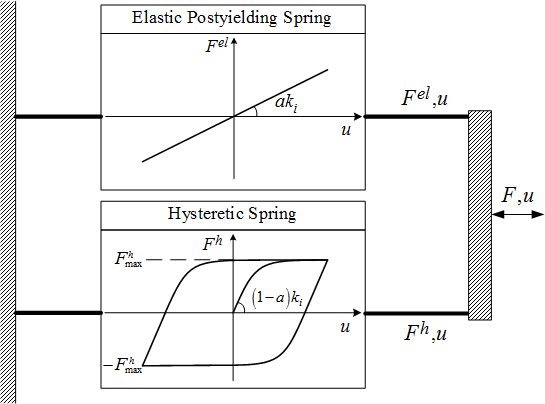 Elastic Postyielding Spring
F^el
ak_i
u
F^el,u
F,u
Hysteretic Spring
F^h_max
F^h
(1−a)k_i
u
−F^h_max
F^h,u